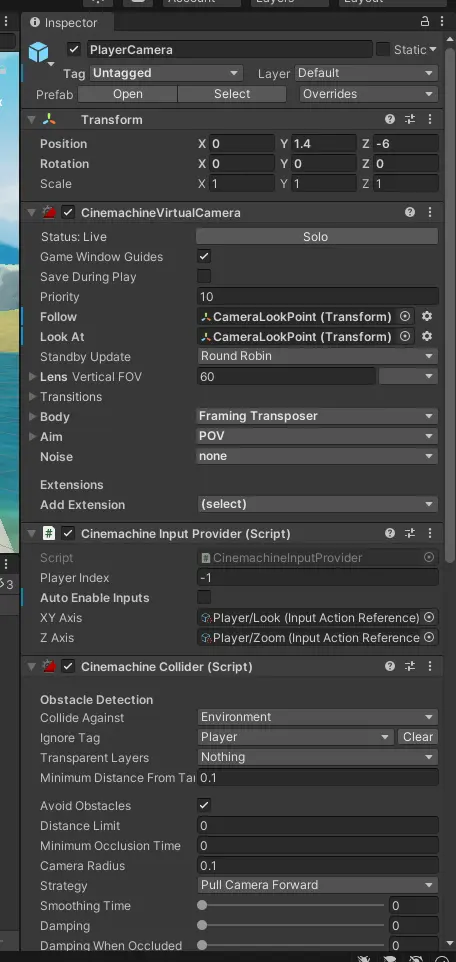 Account
Layers
Layout
Inspector
PlayerCamera
Static
Tag Untagged Layer Default
Prefab Open Select Overrides
Transform
Position X 0 Y 1.4 Z -6
Rotation X 0 Y 0 Z 0
Scale X 1 Y 1 Z 1
CinemachineVirtualCamera
Status: Live Solo
Game Window Guides
Save During Play
Priority 10
Follow CameraLookPoint (Transform)
Look At CameraLookPoint (Transform)
Standby Update Round Robin
Lens Vertical FOV 60
Transitions
Body Framing Transposer
Aim POV
Noise none
Extensions
Add Extension (select)
Cinemachine Input Provider (Script)
Script CinemachineInputProvider
Player Index -1
Auto Enable Inputs
XY Axis Player/Look (Input Action Reference)
3
Z Axis Player/Zoom (Input Action Reference
Cinemachine Collider (Script)
Obstacle Detection
Collide Against Environment
Ignore Tag Player Clear
Transparent Layers Nothing
Minimum Distance From Tar 0.1
Avoid Obstacles
Distance Limit 0
Minimum Occlusion Time 0
Camera Radius 0.1
Strategy Pull Camera Forward
Smoothing Time 0
Damping 0
Damping When Occluded 0